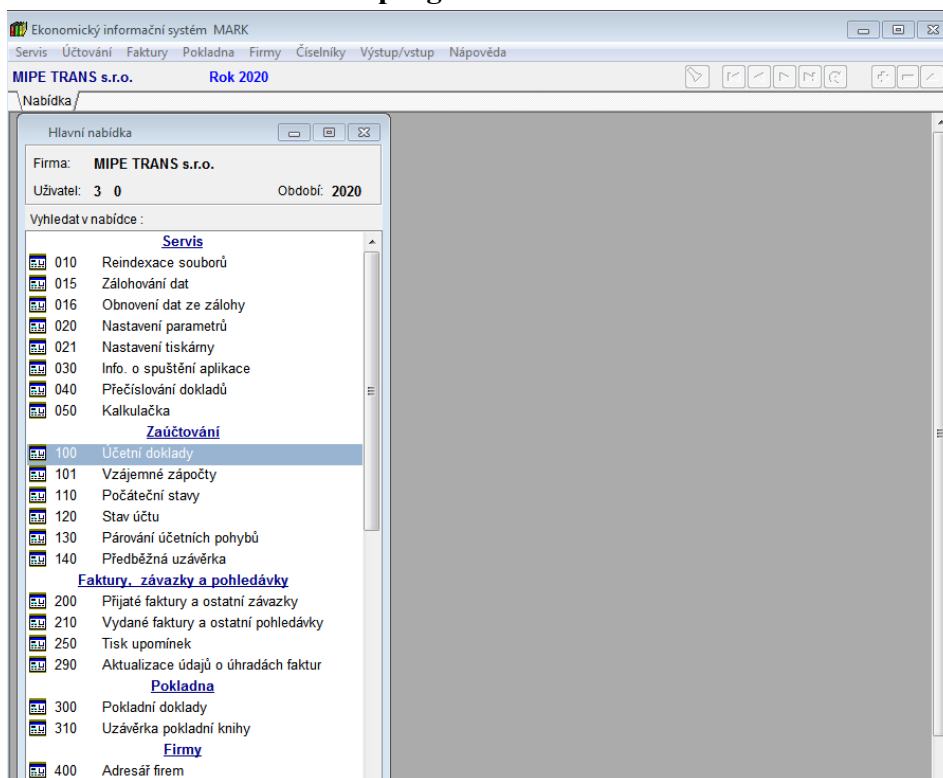 Ekonomický informační systém MARK
Servis Účtování Faktury Pokladna Firmy Číselníky Výstup/vstup Nápověda
MIPE TRANS s.r.o. Rok 2020
Nabídka
Hlavní nabídka
Firma: MIPE TRANS s.r.o.
Uživatel: 3 0 Období: 2020
Vyhledat v nabídce :
Servis
010 Reindexace souborů
015 Zálohování dat
016 Obnovení dat ze zálohy
020 Nastavení parametrů
021 Nastavení tiskárny
030 Info. o spuštění aplikace
040 Přečíslování dokladů
050 Kalkulačka
Zaúčtování
100 Účetní doklady
101 Vzájemné zápočty
110 Počáteční stavy
120 Stav účtu
130 Párování účetních pohybů
140 Předběžná uzávěrka
Faktury, závazky a pohledávky
200 Přijaté faktury a ostatní závazky
210 Vydané faktury a ostatní pohledávky
250 Tisk upomínek
290 Aktualizace údajů o úhradách faktur
Pokladna
300 Pokladní doklady
310 Uzávěrka pokladní knihy
Firmy
400 Adresář firem